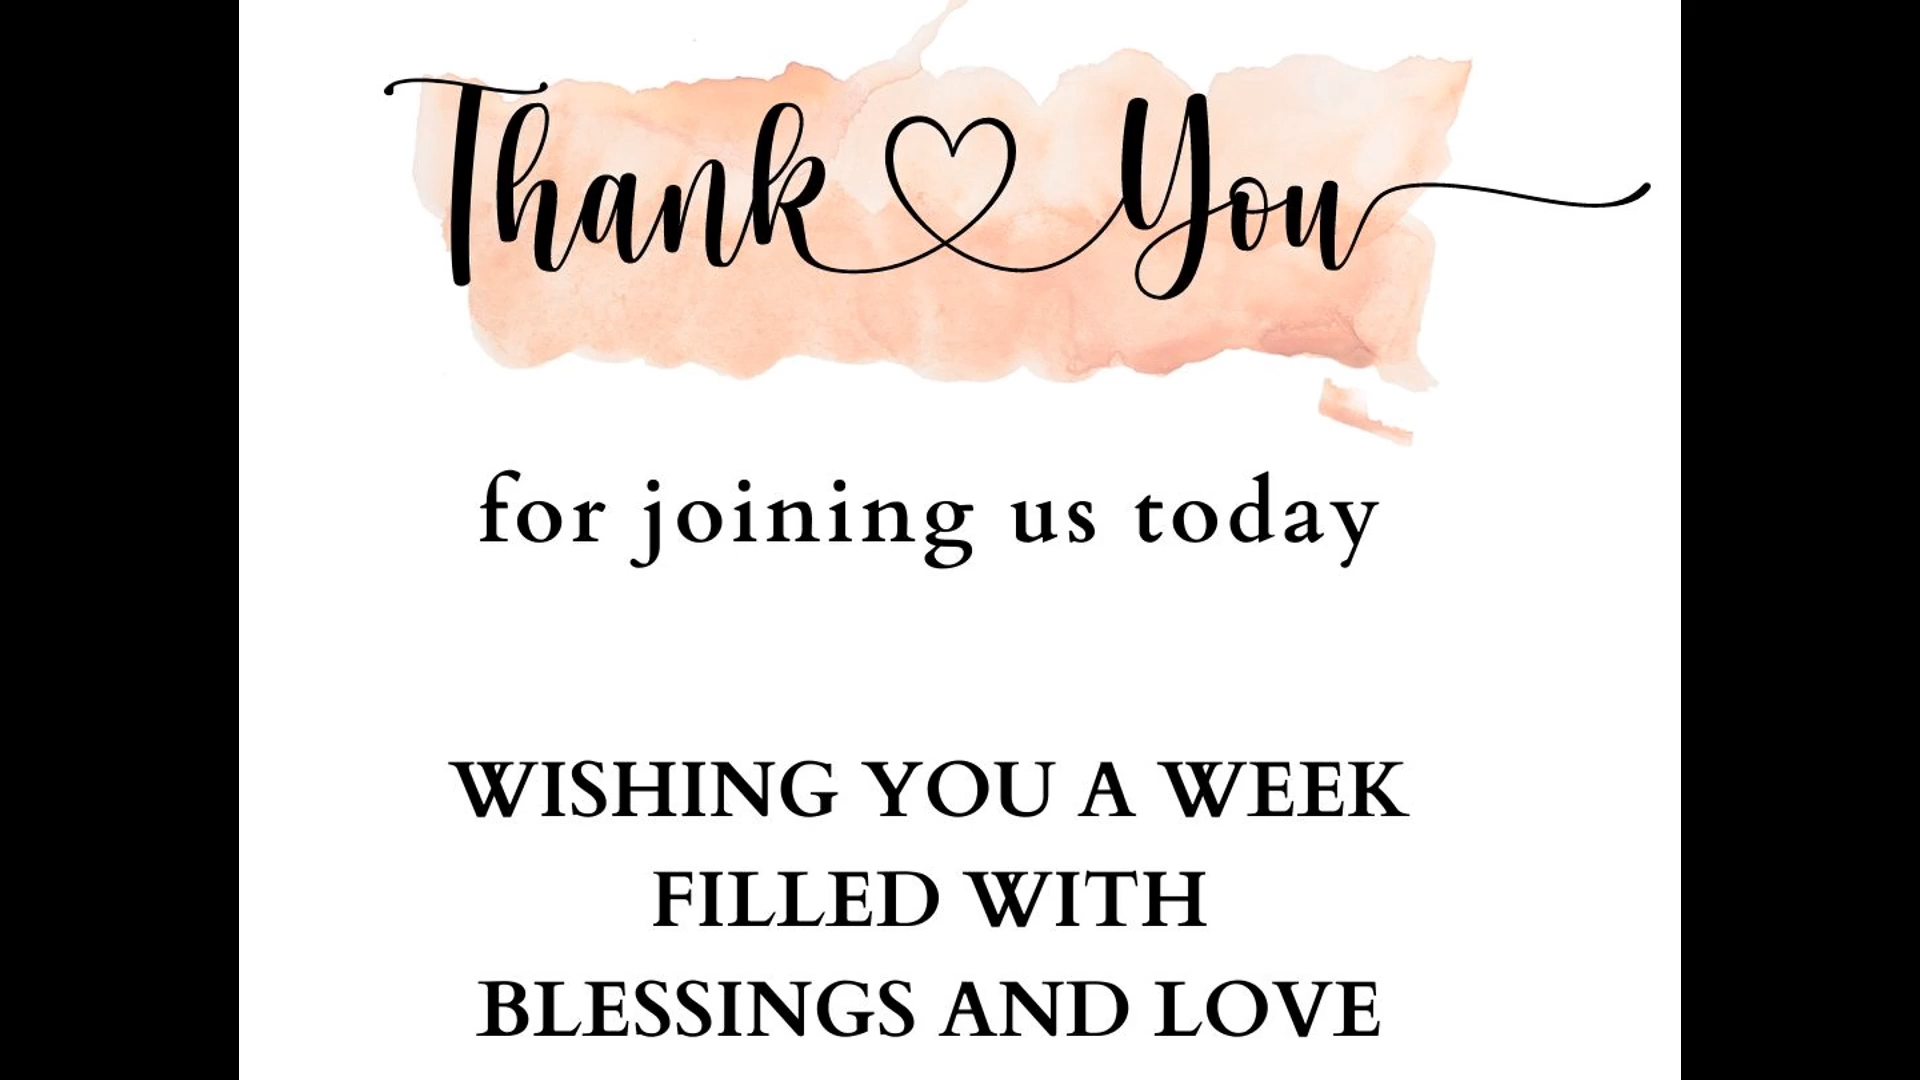 Thank You
for joining us today
WISHING YOU A WEEK
FILLED WITH
BLESSINGS AND LOVE